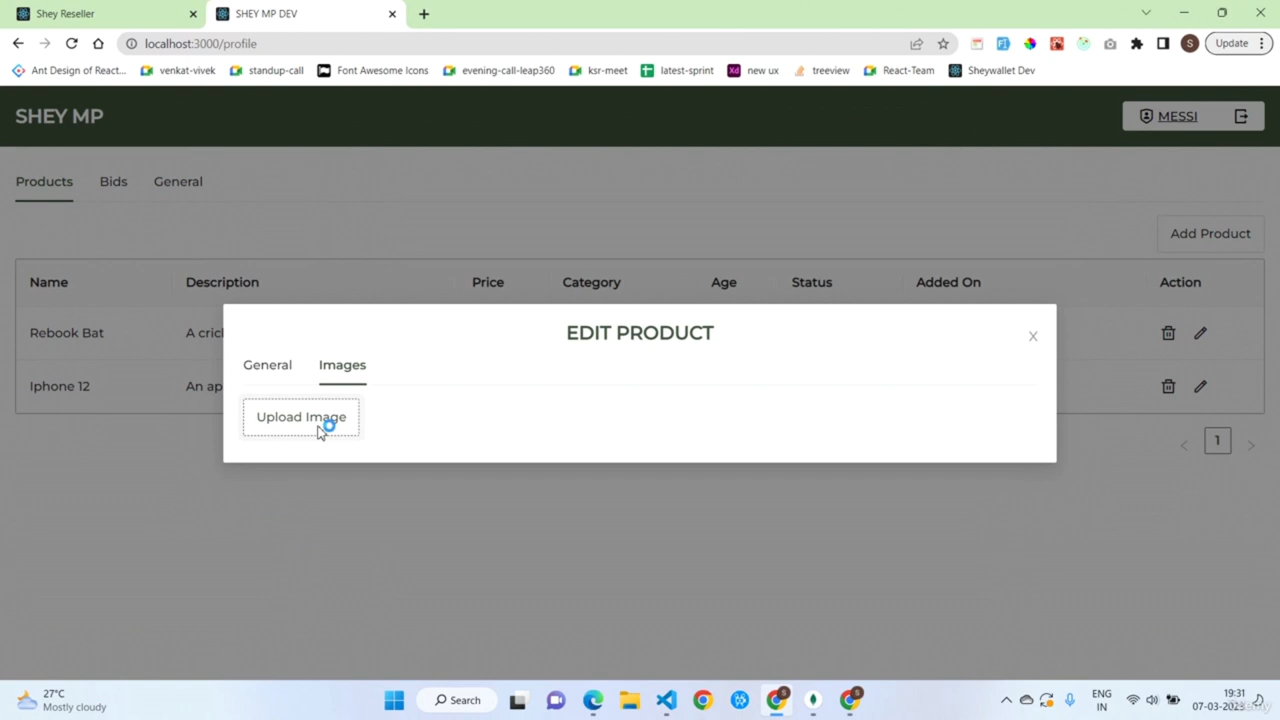 Shey Reseller
SHEY MP DEV
localhost:3000/profile
Update
Ant Design of React...
venkat-vivek
standup-call
Font Awesome Icons
evening-call-leap360
ksr-meet
latest-sprint
new ux
treeview
React-Team
Sheywallet Dev
SHEY MP
MESSI
Products
Bids
General
Add Product
Name
Description
Price
Category
Age
Status
Added On
Action
Rebook Bat
A cric
Iphone 12
An ap
EDIT PRODUCT
X
General
Images
Upload Image
1
27°C
Mostly cloudy
Search
ENG
IN
19:31
07-03-2023